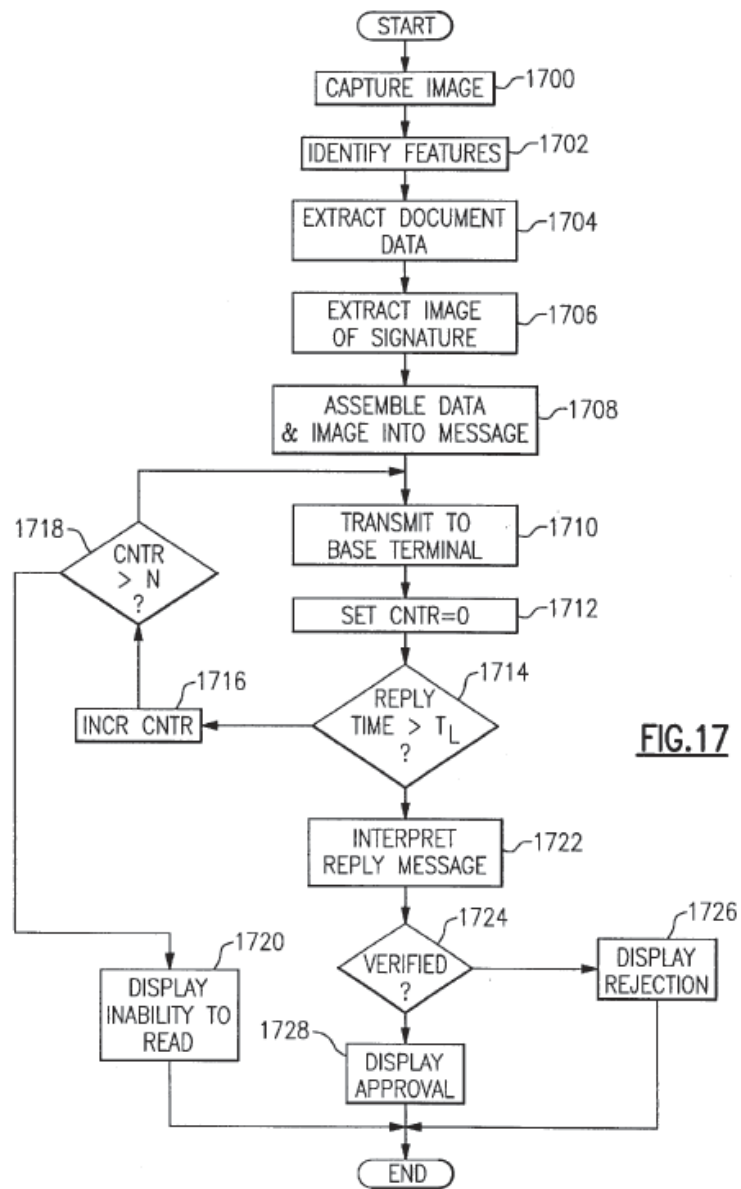 START
CAPTURE IMAGE
1700
IDENTIFY FEATURES
1702
EXTRACT DOCUMENT
DATA
1704
EXTRACT IMAGE
OF SIGNATURE
1706
ASSEMBLE DATA
& IMAGE INTO MESSAGE
1708
1718
CNTR
> N
?
TRANSMIT TO
BASE TERMINAL
1710
SET CNTR=0
1712
1716
INCR CNTR
REPLY
TIME > T_L
?
1714
FIG.17
INTERPRET
REPLY MESSAGE
1722
1724
VERIFIED
?
1726
DISPLAY
REJECTION
1720
DISPLAY
INABILITY TO
READ
1728
DISPLAY
APPROVAL
END